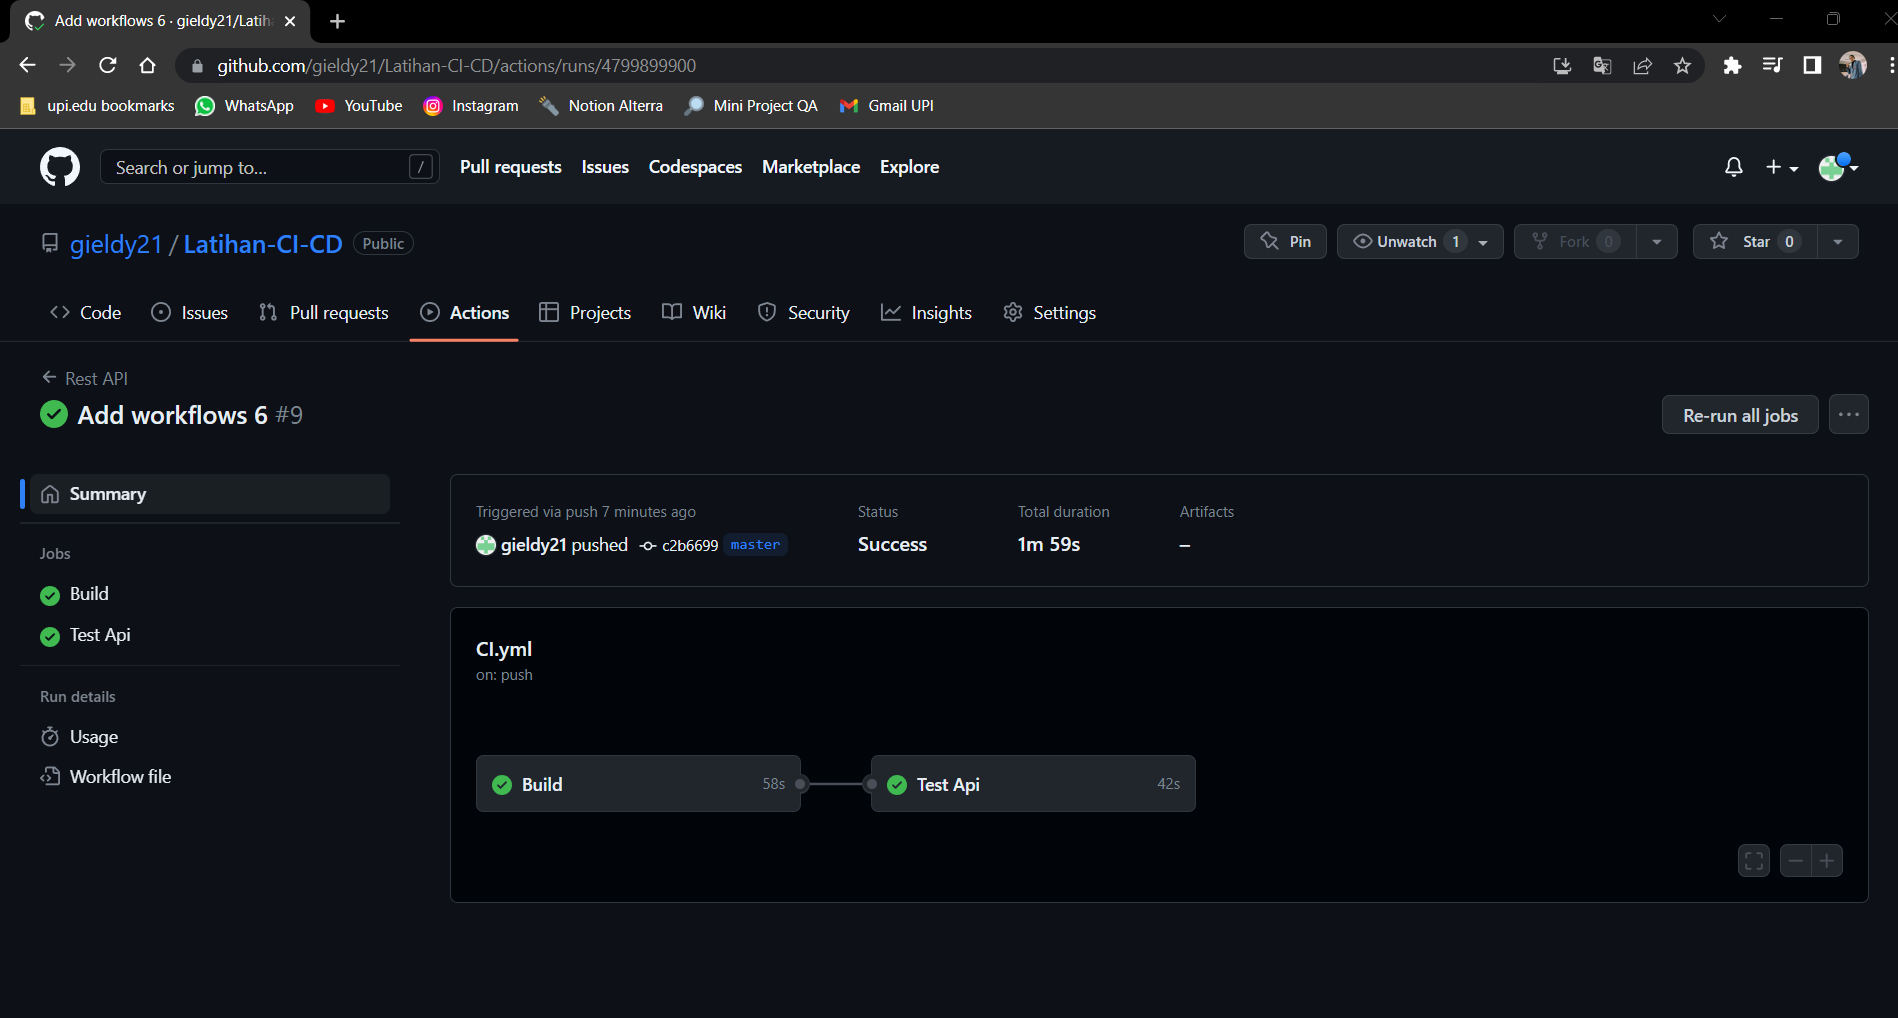 Add workflows 6 · gieldy21/Latih
github.com/gieldy21/Latihan-CI-CD/actions/runs/4799899900
upi.edu bookmarks WhatsApp YouTube Instagram Notion Alterra Mini Project QA Gmail UPI
Search or jump to... / Pull requests Issues Codespaces Marketplace Explore
gieldy21 / Latihan-CI-CD Public Pin Unwatch 1 Fork 0 Star 0
Code Issues Pull requests Actions Projects Wiki Security Insights Settings
Rest API
Add workflows 6 #9 Re-run all jobs
Summary
Jobs
Build
Test Api
Run details
Usage
Workflow file
Triggered via push 7 minutes ago Status Total duration Artifacts
gieldy21 pushed c2b6699 master Success 1m 59s –
CI.yml
on: push
Build 58s Test Api 42s